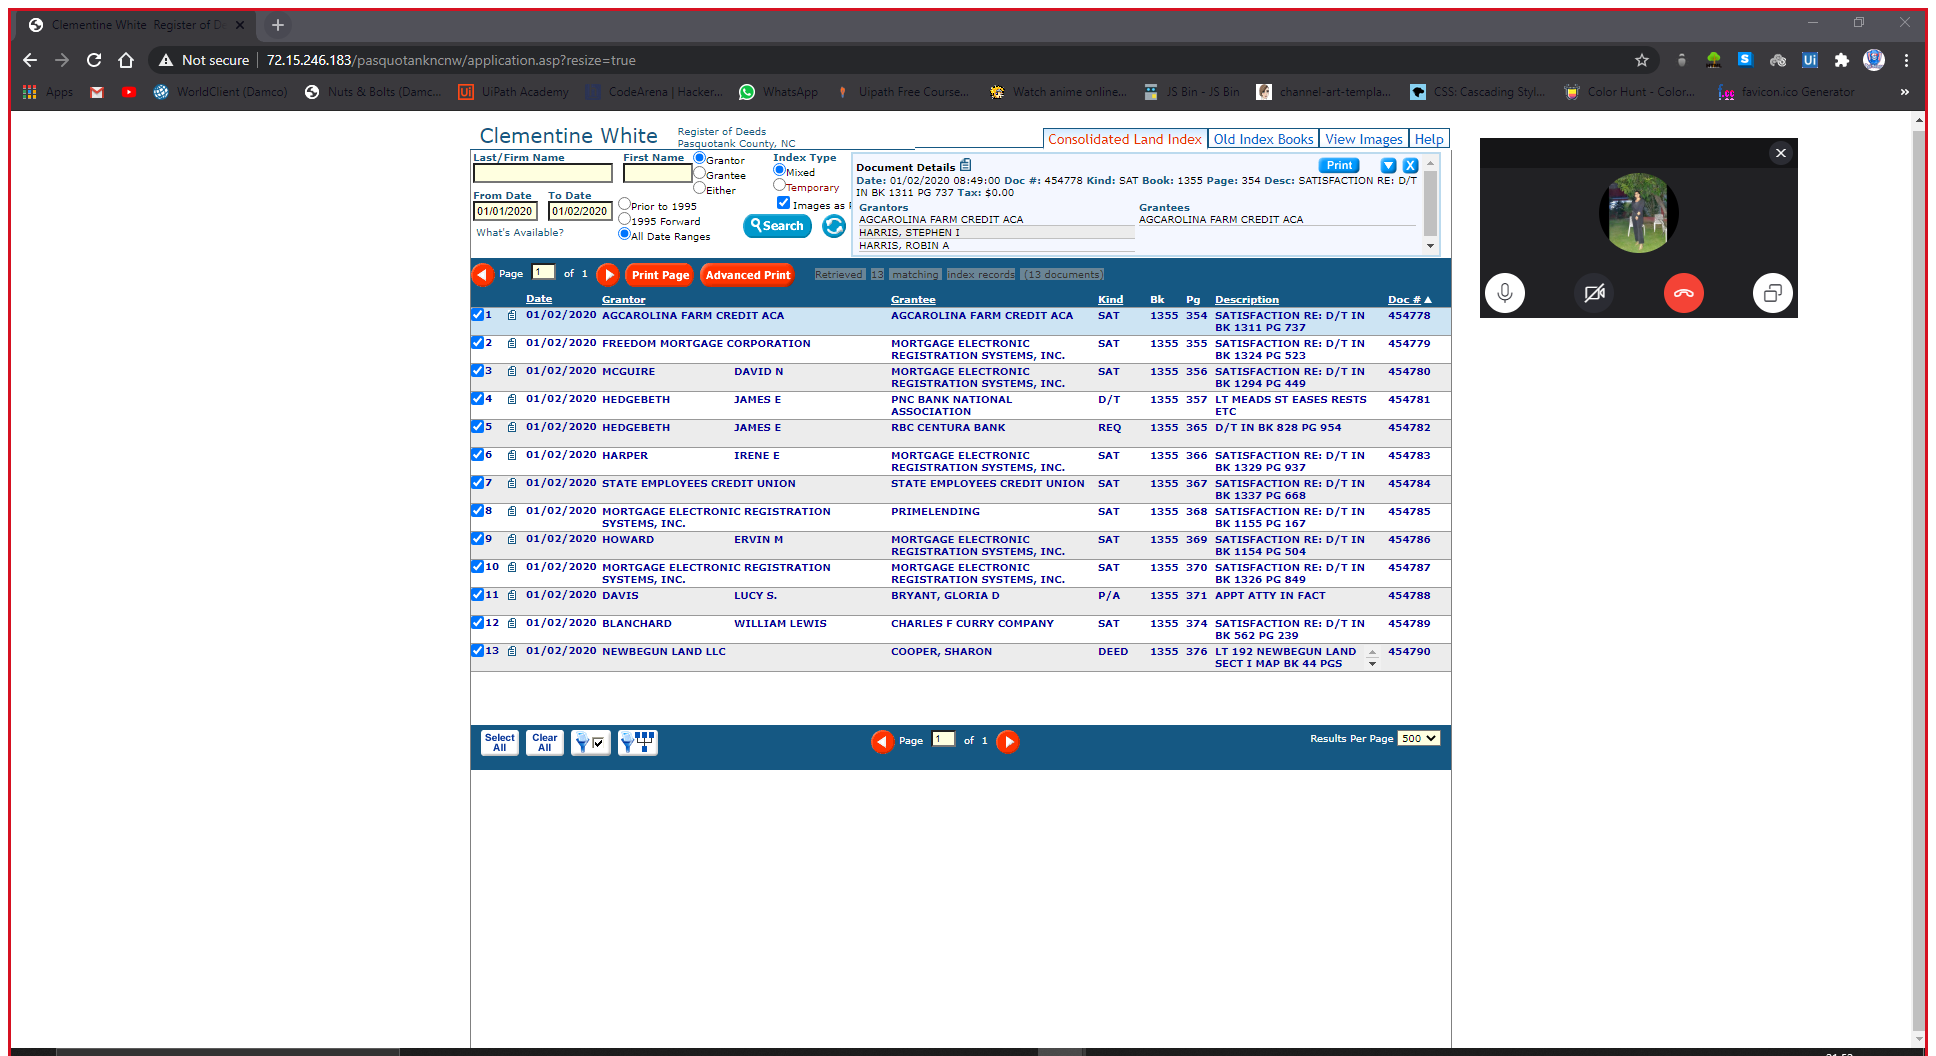 Clementine White Register of D
Not secure 72.15.246.183/pasquotankncnw/application.asp?resize=true
Apps WorldClient (Damco) Nuts & Bolts (Damc... UiPath Academy CodeArena | Hacker... WhatsApp Uipath Free Course... Watch anime online... JS Bin - JS Bin channel-art-templa... CSS: Cascading Styl... Color Hunt - Color... favicon.ico Generator »
Clementine White Register of Deeds
Pasquotank County, NC
Consolidated Land Index Old Index Books View Images Help
Last/Firm Name First Name Grantor Index Type
Grantee Mixed
Either Temporary
From Date To Date Prior to 1995 Images as
01/01/2020 01/02/2020 1995 Forward Search
What's Available? All Date Ranges
Document Details Print X
Date: 01/02/2020 08:49:00 Doc #: 454778 Kind: SAT Book: 1355 Page: 354 Desc: SATISFACTION RE: D/T
IN BK 1311 PG 737 Tax: $0.00
Grantors Grantees
AGCAROLINA FARM CREDIT ACA AGCAROLINA FARM CREDIT ACA
HARRIS, STEPHEN I
HARRIS, ROBIN A
Page 1 of 1 Print Page Advanced Print Retrieved 13 matching index records (13 documents)
Date Grantor Grantee Kind Bk Pg Description Doc #
1 01/02/2020 AGCAROLINA FARM CREDIT ACA AGCAROLINA FARM CREDIT ACA SAT 1355 354 SATISFACTION RE: D/T IN 454778
BK 1311 PG 737
2 01/02/2020 FREEDOM MORTGAGE CORPORATION MORTGAGE ELECTRONIC SAT 1355 355 SATISFACTION RE: D/T IN 454779
REGISTRATION SYSTEMS, INC. BK 1324 PG 523
3 01/02/2020 MCGUIRE DAVID N MORTGAGE ELECTRONIC SAT 1355 356 SATISFACTION RE: D/T IN 454780
REGISTRATION SYSTEMS, INC. BK 1294 PG 449
4 01/02/2020 HEDGEBETH JAMES E PNC BANK NATIONAL D/T 1355 357 LT MEADS ST EASES RESTS 454781
ASSOCIATION ETC
5 01/02/2020 HEDGEBETH JAMES E RBC CENTURA BANK REQ 1355 365 D/T IN BK 828 PG 954 454782
6 01/02/2020 HARPER IRENE E MORTGAGE ELECTRONIC SAT 1355 366 SATISFACTION RE: D/T IN 454783
REGISTRATION SYSTEMS, INC. BK 1329 PG 937
7 01/02/2020 STATE EMPLOYEES CREDIT UNION STATE EMPLOYEES CREDIT UNION SAT 1355 367 SATISFACTION RE: D/T IN 454784
BK 1337 PG 668
8 01/02/2020 MORTGAGE ELECTRONIC REGISTRATION PRIMELENDING SAT 1355 368 SATISFACTION RE: D/T IN 454785
SYSTEMS, INC. BK 1155 PG 167
9 01/02/2020 HOWARD ERVIN M MORTGAGE ELECTRONIC SAT 1355 369 SATISFACTION RE: D/T IN 454786
REGISTRATION SYSTEMS, INC. BK 1154 PG 504
10 01/02/2020 MORTGAGE ELECTRONIC REGISTRATION MORTGAGE ELECTRONIC SAT 1355 370 SATISFACTION RE: D/T IN 454787
SYSTEMS, INC. REGISTRATION SYSTEMS, INC. BK 1326 PG 849
11 01/02/2020 DAVIS LUCY S. BRYANT, GLORIA D P/A 1355 371 APPT ATTY IN FACT 454788
12 01/02/2020 BLANCHARD WILLIAM LEWIS CHARLES F CURRY COMPANY SAT 1355 374 SATISFACTION RE: D/T IN 454789
BK 562 PG 239
13 01/02/2020 NEWBEGUN LAND LLC COOPER, SHARON DEED 1355 376 LT 192 NEWBEGUN LAND 454790
SECT I MAP BK 44 PGS
Select All Clear All Page 1 of 1 Results Per Page 500